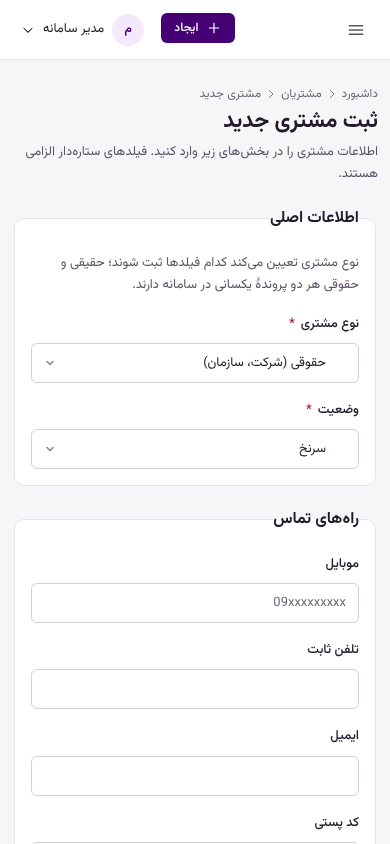 ایجاد
م
مدیر سامانه
داشبورد
مشتریان
مشتری جدید
ثبت مشتری جدید
اطلاعات مشتری را در بخش‌های زیر وارد کنید. فیلدهای ستاره‌دار الزامی
هستند.
اطلاعات اصلی
نوع مشتری تعیین می‌کند کدام فیلدها ثبت شوند؛ حقیقی و
حقوقی هر دو پروندهٔ یکسانی در سامانه دارند.
نوع مشتری *
حقوقی (شرکت، سازمان)
وضعیت *
سرنخ
راه‌های تماس
موبایل
09xxxxxxxxx
تلفن ثابت
ایمیل
کد پستی